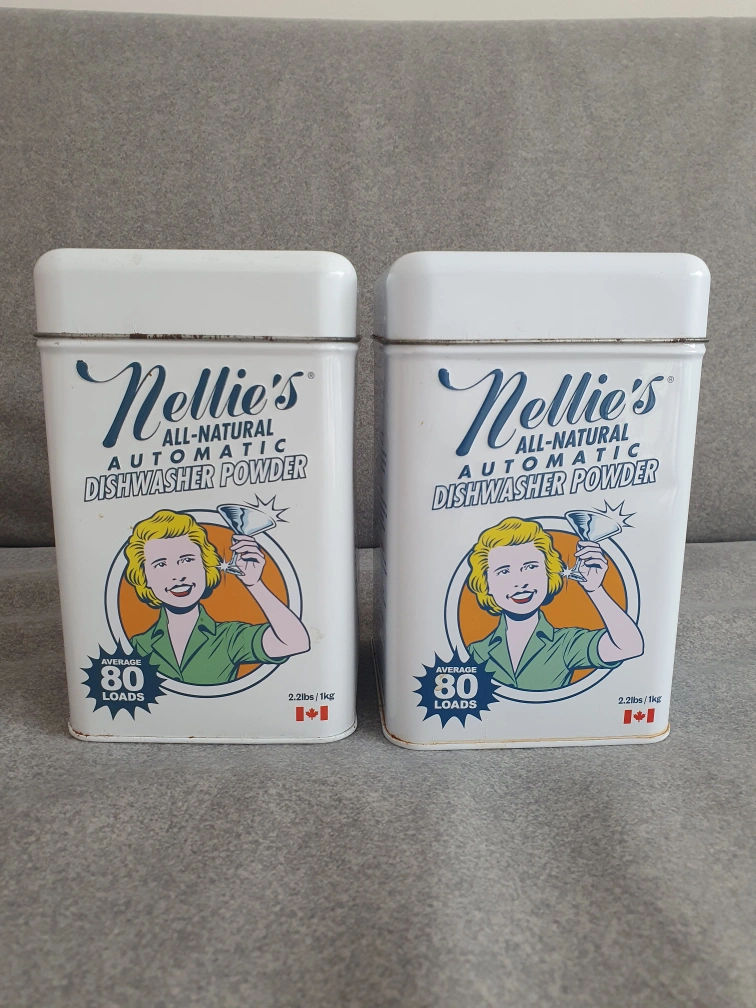 Nellie's®
ALL-NATURAL
AUTOMATIC
DISHWASHER POWDER
AVERAGE
80
LOADS
2.2lbs / 1kg
Nellie's®
ALL-NATURAL
AUTOMATIC
DISHWASHER POWDER
AVERAGE
80
LOADS
2.2lbs / 1kg